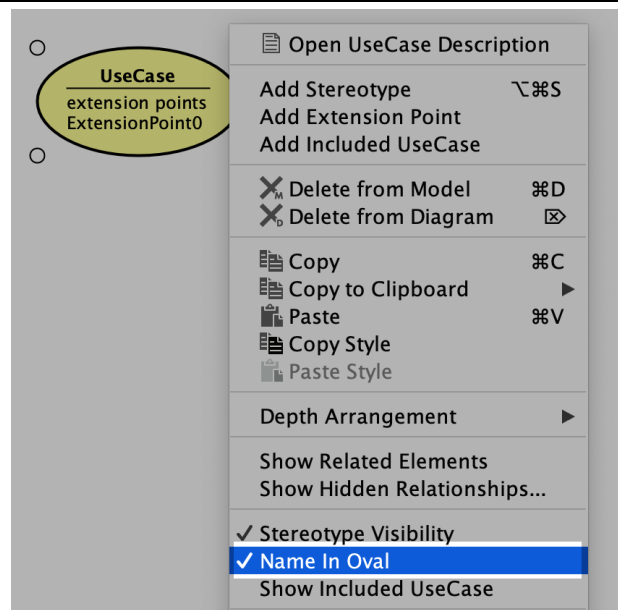 UseCase
extension points
ExtensionPoint0
Open UseCase Description
Add Stereotype ⌥⌘S
Add Extension Point
Add Included UseCase
Delete from Model ⌘D
Delete from Diagram ⌦
Copy ⌘C
Copy to Clipboard
Paste ⌘V
Copy Style
Paste Style
Depth Arrangement
Show Related Elements
Show Hidden Relationships...
Stereotype Visibility
Name In Oval
Show Included UseCase